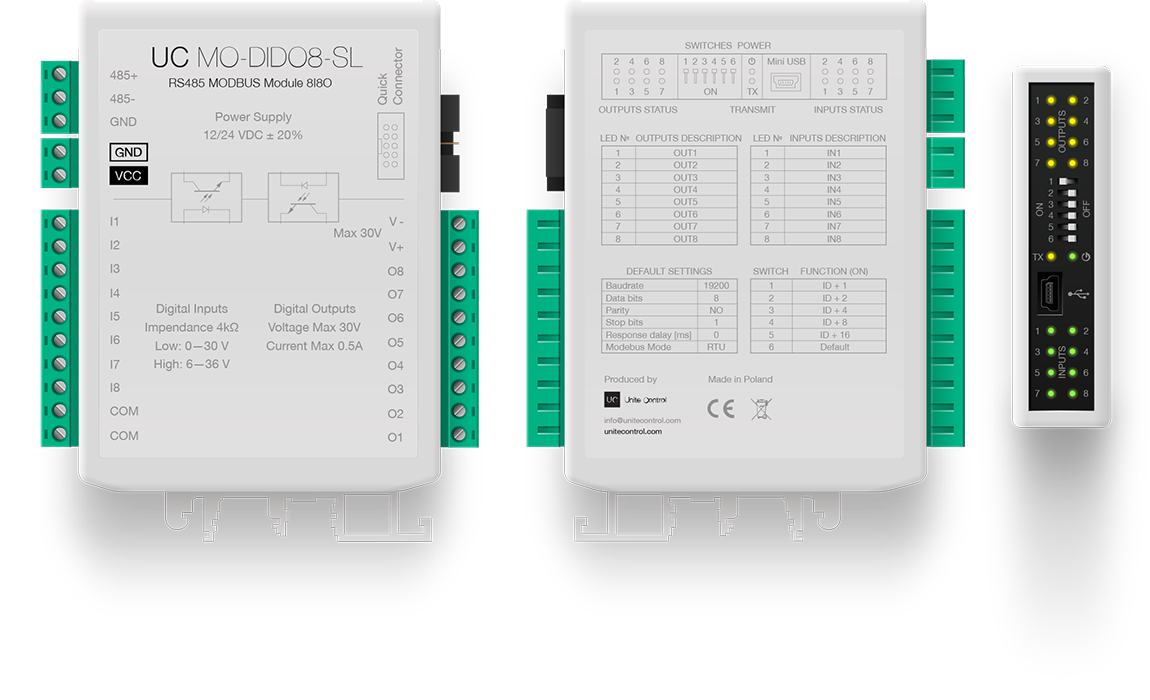 UC MO-DIDO8-SL
RS485 MODBUS Module 8I8O
485+
485-
GND
GND
VCC
Power Supply
12/24 VDC ± 20%
Quick
Connector
Max 30V
I1
I2
I3
I4
I5
I6
I7
I8
COM
COM
V -
V+
O8
O7
O6
O5
O4
O3
O2
O1
Digital Inputs
Impendance 4kΩ
Low: 0—30 V
High: 6—36 V
Digital Outputs
Voltage Max 30V
Current Max 0.5A
SWITCHES POWER
2 4 6 8
1 3 5 7
1 2 3 4 5 6
ON
TX
Mini USB
2 4 6 8
1 3 5 7
OUTPUTS STATUS TRANSMIT INPUTS STATUS
LED № OUTPUTS DESCRIPTION
1 OUT1
2 OUT2
3 OUT3
4 OUT4
5 OUT5
6 OUT6
7 OUT7
8 OUT8
LED № INPUTS DESCRIPTION
1 IN1
2 IN2
3 IN3
4 IN4
5 IN5
6 IN6
7 IN7
8 IN8
DEFAULT SETTINGS
Baudrate 19200
Data bits 8
Parity NO
Stop bits 1
Response dalay [ms] 0
Modebus Mode RTU
SWITCH FUNCTION (ON)
1 ID + 1
2 ID + 2
3 ID + 4
4 ID + 8
5 ID + 16
6 Default
Produced by
UC Unite Control
info@unitecontrol.com
unitecontrol.com
Made in Poland
CE
1 2
3 4
5 6
7 8
OUTPUTS
1
2
3
4
5
6
ON
OFF
TX
1 2
3 4
5 6
7 8
INPUTS